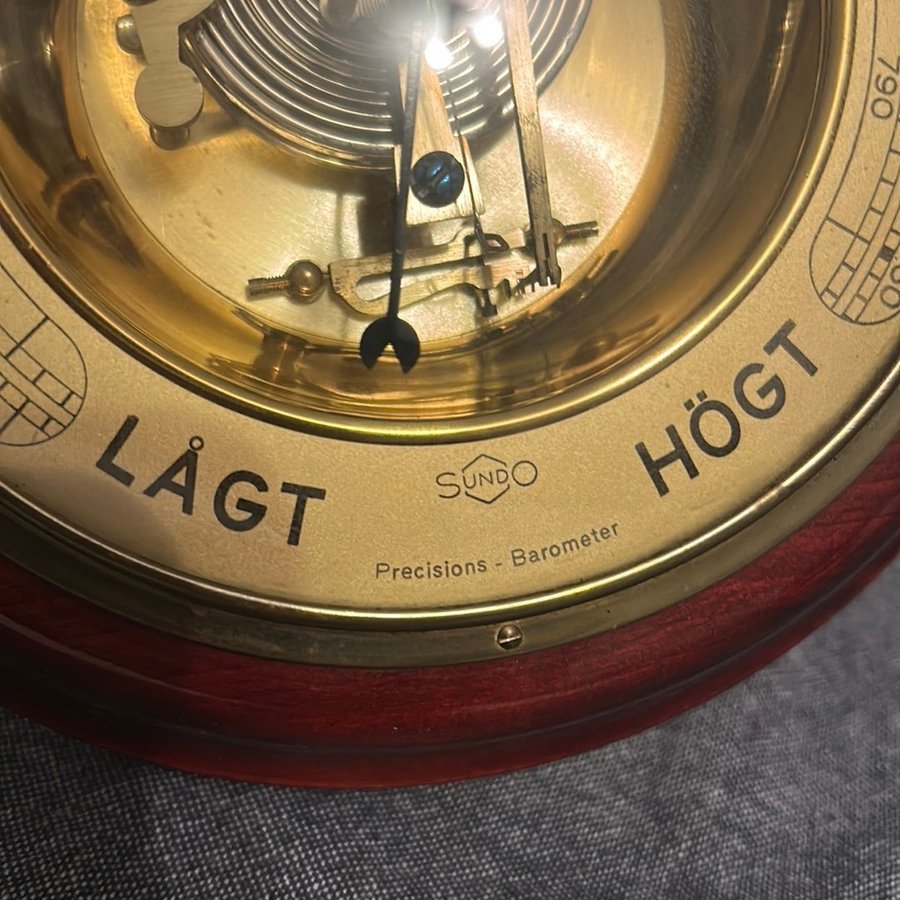 790
LÅGT
SUNDO
HÖGT
Precisions - Barometer